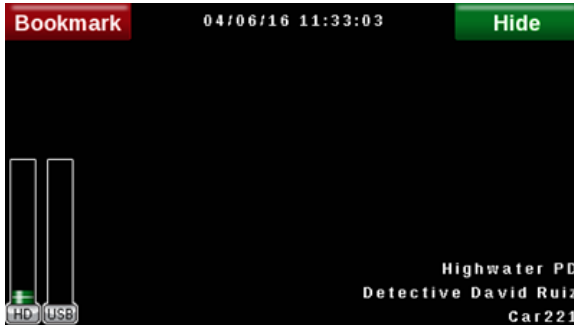 Bookmark
04/06/16 11:33:03
Hide
HD
USB
Highwater PD
Detective David Ruiz
Car221